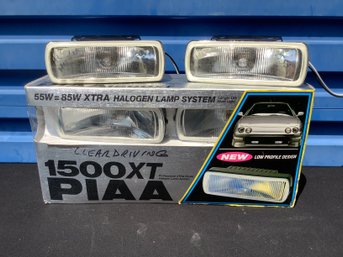 55W=85W XTRA HALOGEN LAMP SYSTEM
CLEAR DRIVING
1500XT
PIAA
NEW LOW PROFILE DESIGN